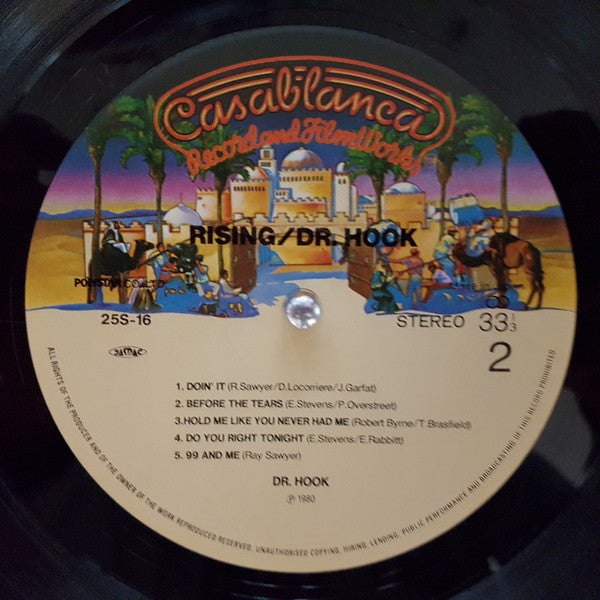 Casablanca
Record and FilmWorks
RISING/DR. HOOK
POLYSTAR CO., LTD.
25S-16
STEREO 33 1/3
JASRAC
2
1. DOIN' IT (R.Sawyer/D.Locorriere/J.Garfat)
2. BEFORE THE TEARS (E.Stevens/P.Overstreet)
3.HOLD ME LIKE YOU NEVER HAD ME (Robert Byrne/T.Brasfield)
4. DO YOU RIGHT TONIGHT (E.Stevens/E.Rabbitt)
5. 99 AND ME (Ray Sawyer)
DR. HOOK
℗ 1980
ALL RIGHTS OF THE PRODUCER AND OF THE OWNER OF THE WORK REPRODUCED RESERVED. UNAUTHORISED COPYING, HIRING, LENDING, PUBLIC PERFORMANCE AND BROADCASTING OF THIS RECORD PROHIBITED.